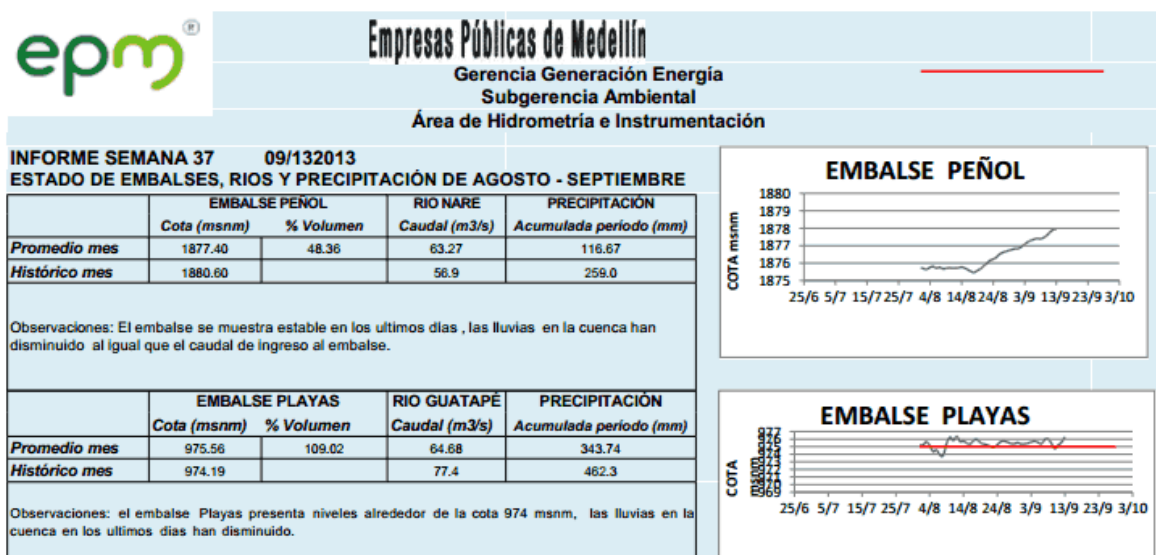 epm®
Empresas Públicas de Medellín
Gerencia Generación Energía
Subgerencia Ambiental
Área de Hidrometría e Instrumentación
INFORME SEMANA 37 09/132013
ESTADO DE EMBALSES, RIOS Y PRECIPITACIÓN DE AGOSTO - SEPTIEMBRE
EMBALSE PEÑOL RIO NARE PRECIPITACIÓN
Cota (msnm) % Volumen Caudal (m3/s) Acumulada período (mm)
Promedio mes 1877.40 48.36 63.27 116.67
Histórico mes 1880.60 56.9 259.0
Observaciones: El embalse se muestra estable en los ultimos días , las lluvias en la cuenca han
disminuido al igual que el caudal de ingreso al embalse.
EMBALSE PEÑOL
COTA msnm
1880
1879
1878
1877
1876
1875
25/6 5/7 15/7 25/7 4/8 14/8 24/8 3/9 13/9 23/9 3/10
EMBALSE PLAYAS RIO GUATAPÉ PRECIPITACIÓN
Cota (msnm) % Volumen Caudal (m3/s) Acumulada período (mm)
Promedio mes 975.56 109.02 64.68 343.74
Histórico mes 974.19 77.4 462.3
Observaciones: el embalse Playas presenta niveles alrededor de la cota 974 msnm, las lluvias en la
cuenca en los ultimos dias han disminuido.
EMBALSE PLAYAS
COTA
977
976
975
974
973
972
971
970
969
25/6 5/7 15/7 25/7 4/8 14/8 24/8 3/9 13/9 23/9 3/10